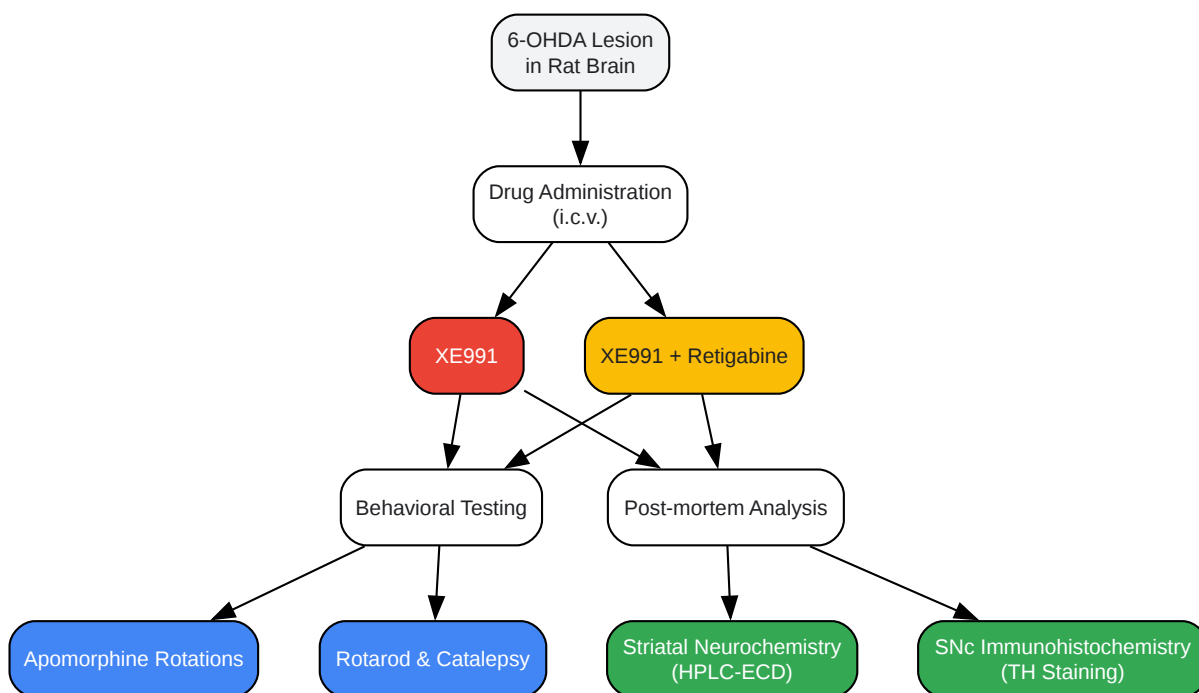 6-OHDA Lesion
in Rat Brain
Drug Administration
(i.c.v.)
XE991
XE991 + Retigabine
Behavioral Testing
Post-mortem Analysis
Apomorphine Rotations
Rotarod & Catalepsy
Striatal Neurochemistry
(HPLC-ECD)
SNc Immunohistochemistry
(TH Staining)